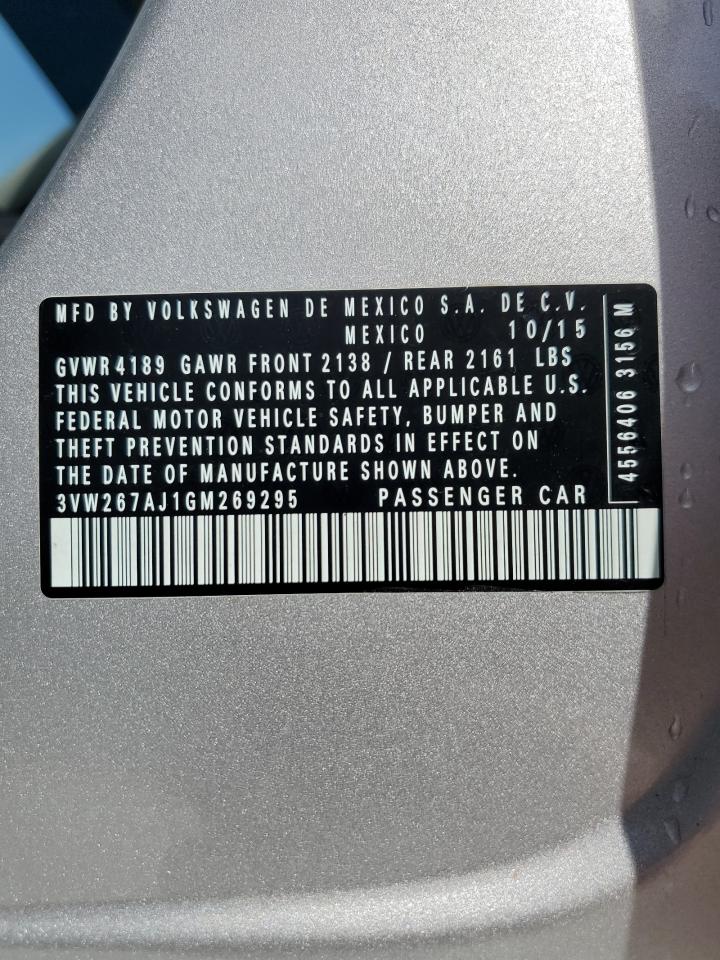 MFD BY VOLKSWAGEN DE MEXICO S.A. DE C.V.
MEXICO 10/15
GVWR 4189 GAWR FRONT 2138 / REAR 2161 LBS
THIS VEHICLE CONFORMS TO ALL APPLICABLE U.S.
FEDERAL MOTOR VEHICLE SAFETY, BUMPER AND
THEFT PREVENTION STANDARDS IN EFFECT ON
THE DATE OF MANUFACTURE SHOWN ABOVE.
3VW267AJ1GM269295 PASSENGER CAR
4556406 3156 M